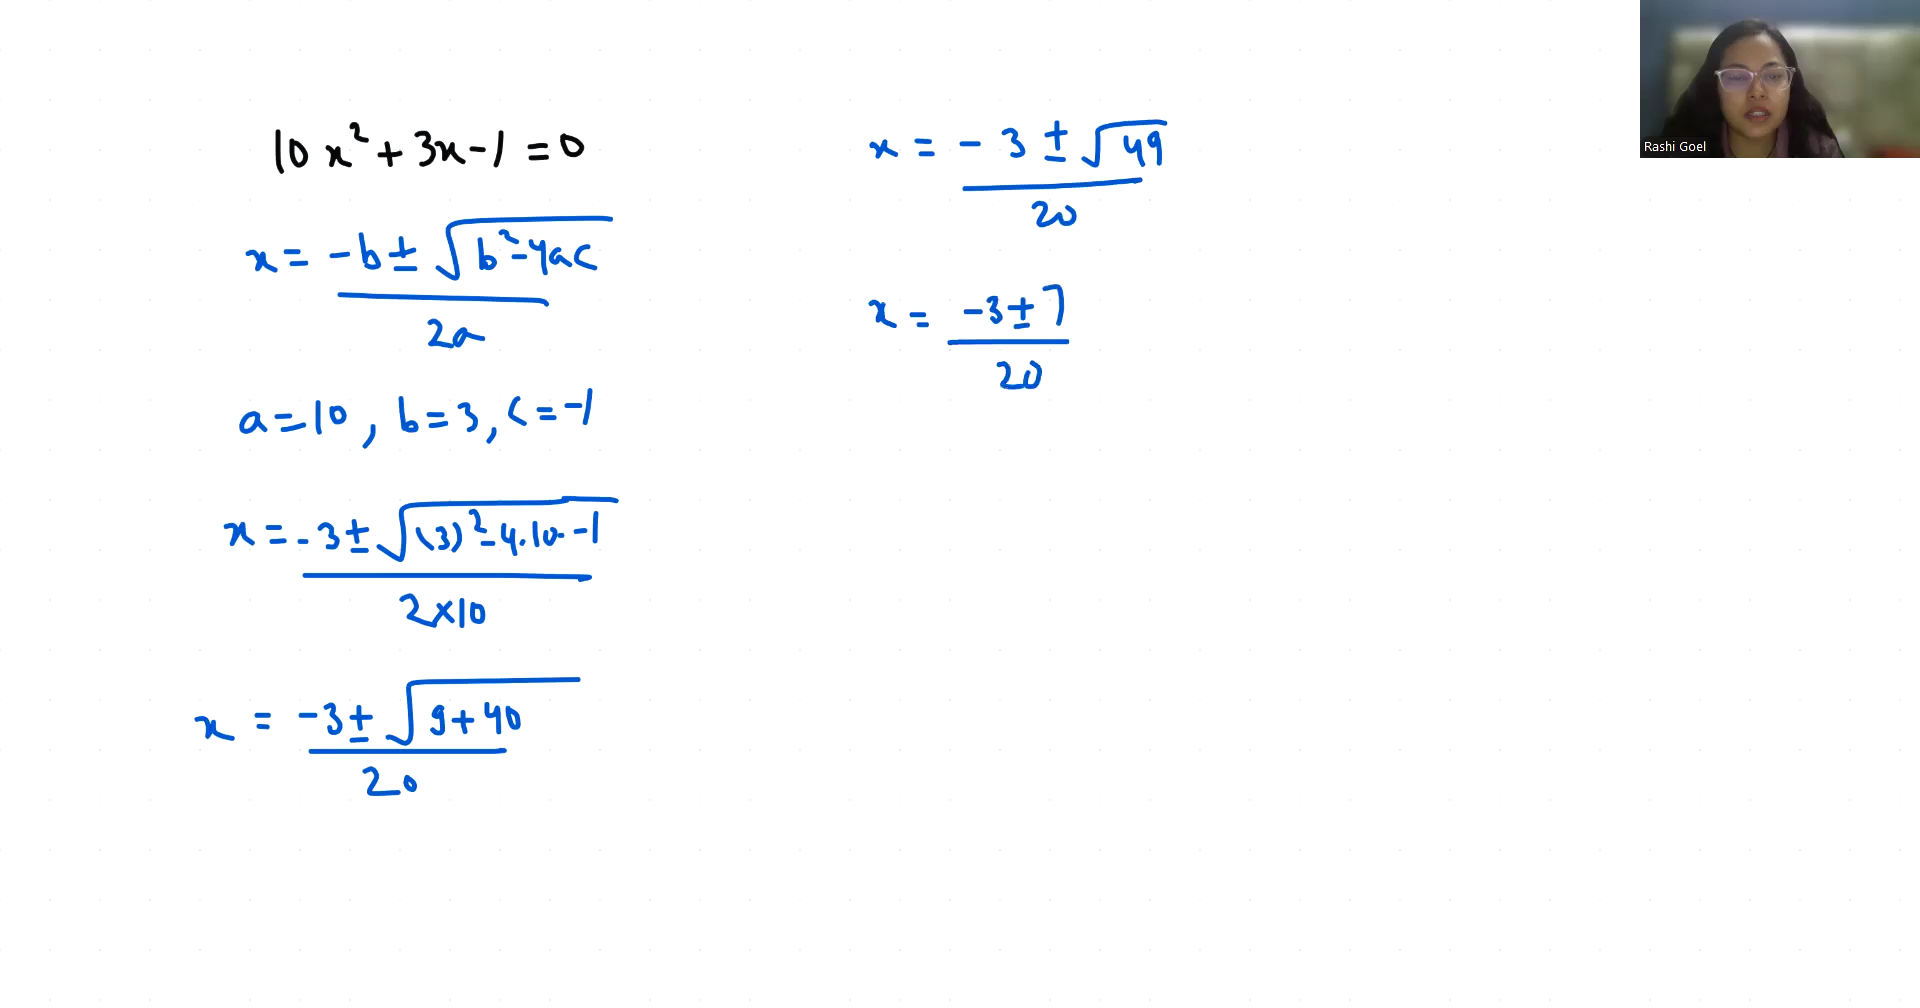 10x² + 3x - 1 = 0
x = -b ± √b² - 4ac
2a
a = 10, b = 3, c = -1
x = -3 ± √(3)² - 4.10.-1
2×10
x = -3 ± √9 + 40
20
x = -3 ± √49
20
x = -3 ± 7
20
Rashi Goel